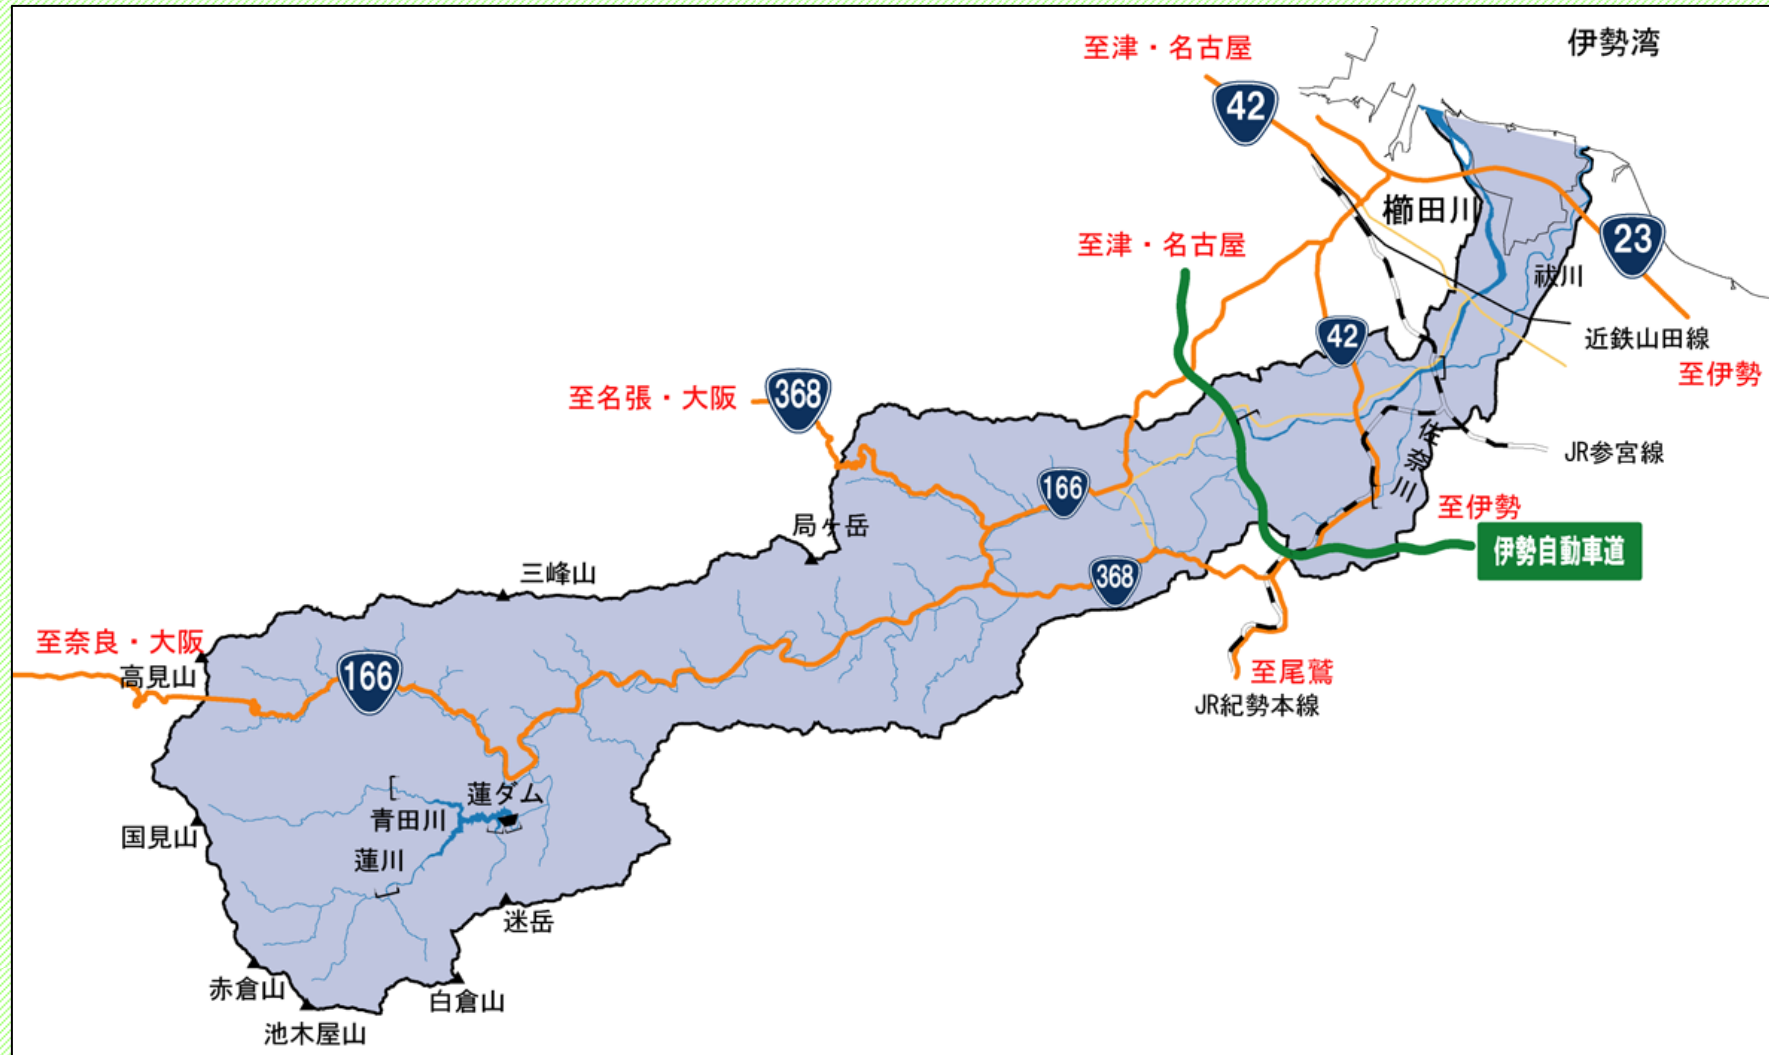 伊勢湾
至津・名古屋
42
櫛田川
至津・名古屋
23
祓川
近鉄山田線
42
至伊勢
368
至名張・大阪
佐奈川
JR参宮線
166
至伊勢
局ヶ岳
伊勢自動車道
三峰山
368
至奈良・大阪
高見山
166
至尾鷲
JR紀勢本線
蓮ダム
青田川
国見山
蓮川
迷岳
赤倉山
白倉山
池木屋山